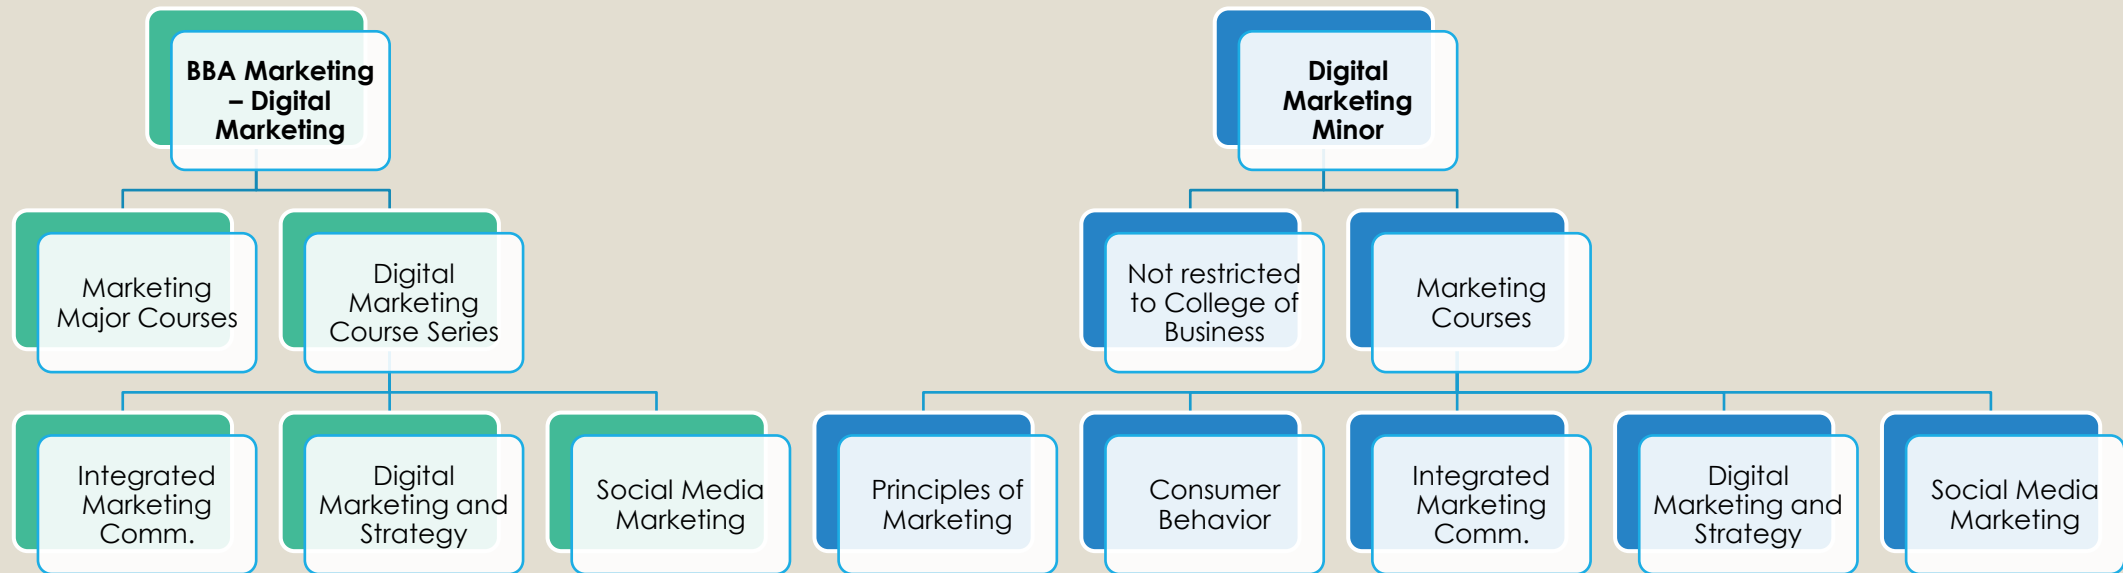 BBA Marketing
– Digital
Marketing
Marketing
Major Courses
Digital
Marketing
Course Series
Integrated
Marketing
Comm.
Digital
Marketing and
Strategy
Social Media
Marketing
Digital
Marketing
Minor
Not restricted
to College of
Business
Marketing
Courses
Principles of
Marketing
Consumer
Behavior
Integrated
Marketing
Comm.
Digital
Marketing and
Strategy
Social Media
Marketing